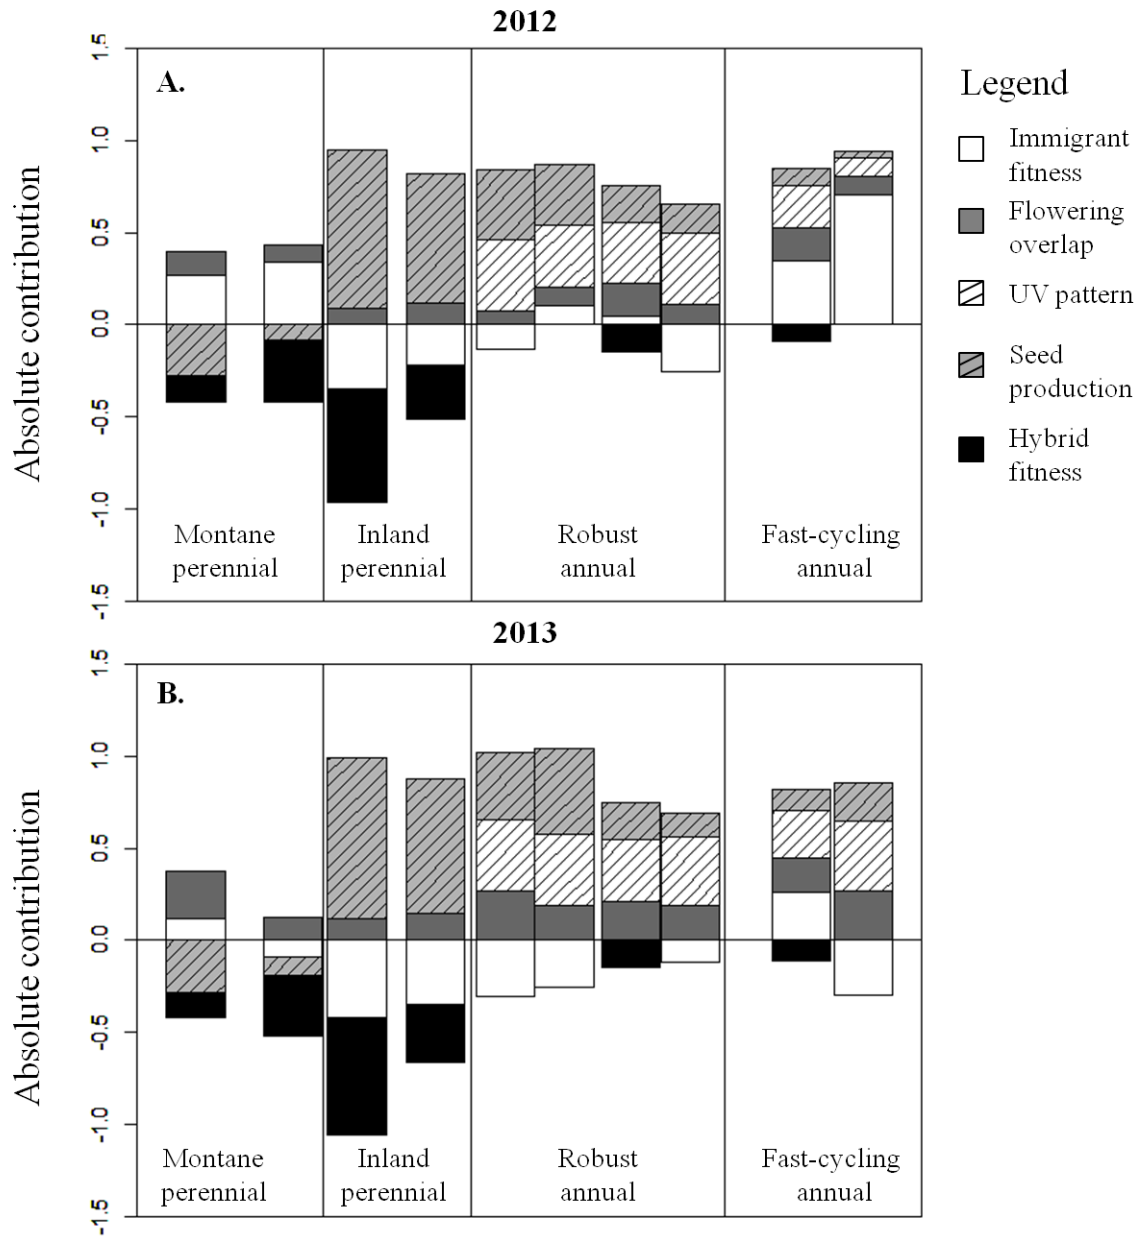 2012
A.
1.5
1.0
0.5
0.0
-0.5
-1.0
-1.5
Absolute contribution
Montane
perennial
Inland
perennial
Robust
annual
Fast-cycling
annual
Legend
Immigrant
fitness
Flowering
overlap
UV pattern
Seed
production
Hybrid
fitness
2013
B.
1.5
1.0
0.5
0.0
-0.5
-1.0
-1.5
Absolute contribution
Montane
perennial
Inland
perennial
Robust
annual
Fast-cycling
annual